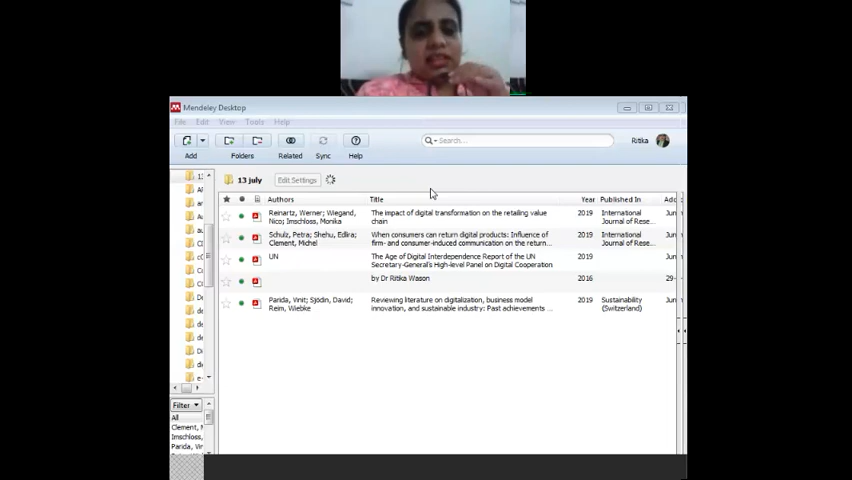 Mendeley Desktop
File Edit View Tools Help
Search...
Ritika
Add Folders Related Sync Help
13 july Edit Settings
Authors Title Year Published In
Reinartz, Werner; Wiegand, Nico; Imschloss, Monika
The impact of digital transformation on the retailing value chain
2019
International Journal of Rese...
Schulz, Petra; Shehu, Edlira; Clement, Michel
When consumers can return digital products: Influence of firm- and consumer-induced communication on the return...
2019
International Journal of Rese...
UN
The Age of Digital Interdependence Report of the UN Secretary-General's High-level Panel on Digital Cooperation
2019
by Dr Ritika Wason
2016
Parida, Vinit; Sjödin, David; Reim, Wiebke
Reviewing literature on digitalization, business model innovation, and sustainable industry: Past achievements ...
2019
Sustainability (Switzerland)
Filter
All
Clement,
Imschloss,
Parida,